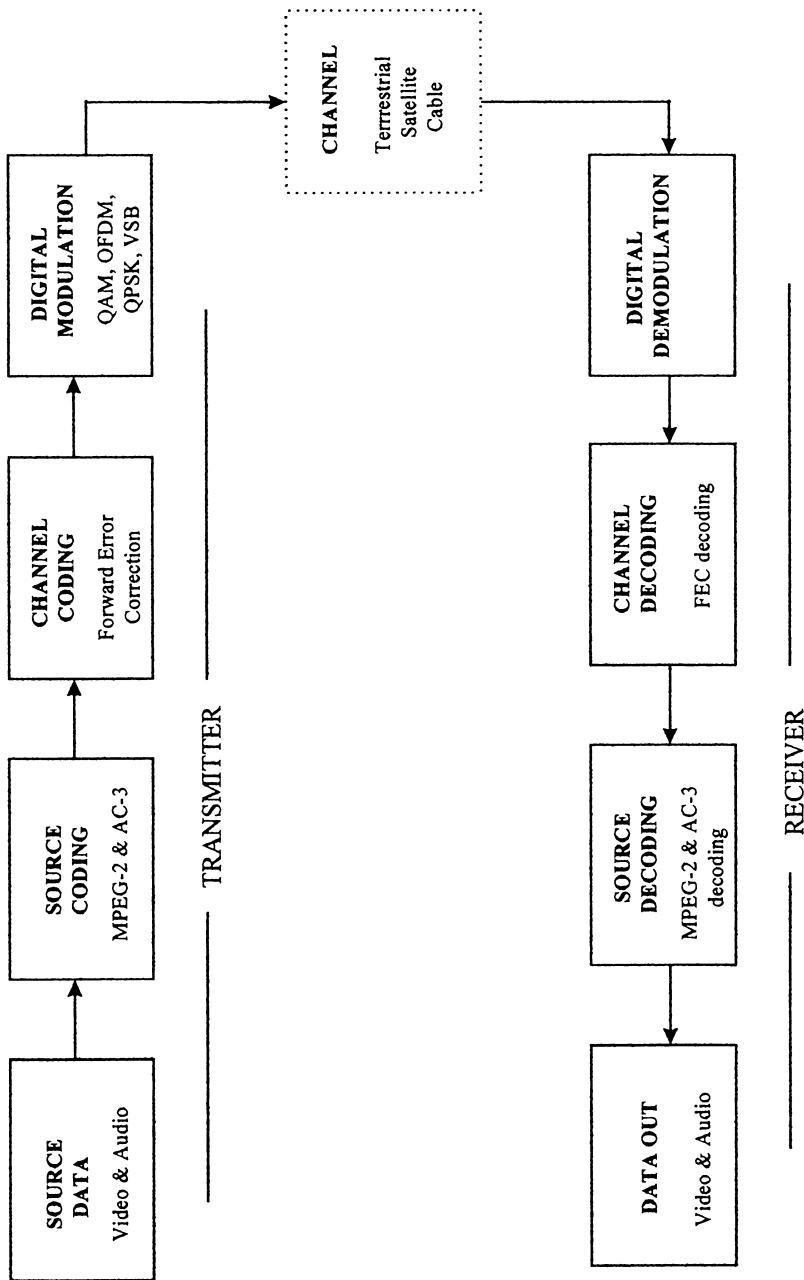 SOURCE
DATA
Video & Audio
SOURCE
CODING
MPEG-2 & AC-3
CHANNEL
CODING
Forward Error
Correction
DIGITAL
MODULATION
QAM, OFDM,
QPSK, VSB
TRANSMITTER
CHANNEL
Terrrestrial
Satellite
Cable
DIGITAL
DEMODULATION
CHANNEL
DECODING
FEC decoding
SOURCE
DECODING
MPEG-2 & AC-3
decoding
DATA OUT
Video & Audio
RECEIVER